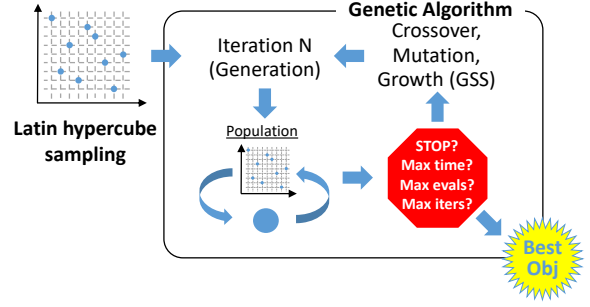 Genetic Algorithm
Latin hypercube
sampling
Iteration N
(Generation)
Crossover,
Mutation,
Growth (GSS)
Population
STOP?
Max time?
Max evals?
Max iters?
Best
Obj